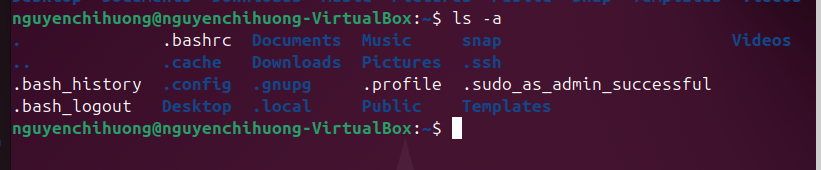 nguyenchihuong@nguyenchihuong-VirtualBox:~$ ls -a
. .bashrc Documents Music snap Videos
.. .cache Downloads Pictures .ssh
.bash_history .config .gnupg .profile .sudo_as_admin_successful
.bash_logout Desktop .local Public Templates
nguyenchihuong@nguyenchihuong-VirtualBox:~$